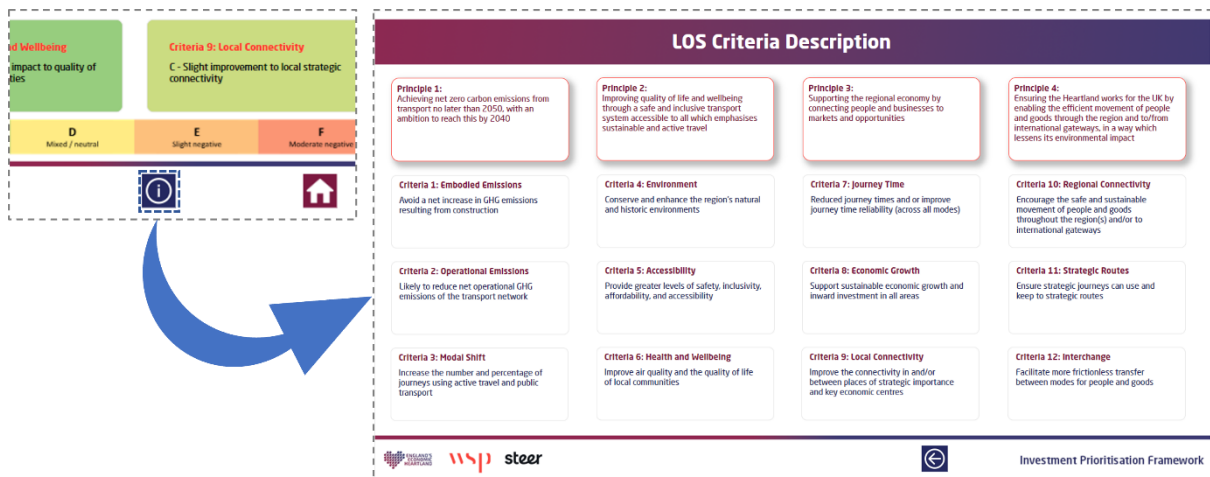 d Wellbeing
impact to quality of
ties
Criteria 9: Local Connectivity
C - Slight improvement to local strategic
connectivity
D
Mixed / neutral
E
Slight negative
F
Moderate negative
LOS Criteria Description
Principle 1:
Achieving net zero carbon emissions from
transport no later than 2050, with an
ambition to reach this by 2040
Principle 2:
Improving quality of life and wellbeing
through a safe and inclusive transport
system accessible to all which emphasises
sustainable and active travel
Principle 3:
Supporting the regional economy by
connecting people and businesses to
markets and opportunities
Principle 4:
Ensuring the Heartland works for the UK by
enabling the efficient movement of people
and goods through the region and to/from
international gateways, in a way which
lessens its environmental impact
Criteria 1: Embodied Emissions
Avoid a net increase in GHG emissions
resulting from construction
Criteria 4: Environment
Conserve and enhance the region's natural
and historic environments
Criteria 7: Journey Time
Reduced journey times and or improve
journey time reliability (across all modes)
Criteria 10: Regional Connectivity
Encourage the safe and sustainable
movement of people and goods
throughout the region(s) and/or to
international gateways
Criteria 2: Operational Emissions
Likely to reduce net operational GHG
emissions of the transport network
Criteria 5: Accessibility
Provide greater levels of safety, inclusivity,
affordability, and accessibility
Criteria 8: Economic Growth
Support sustainable economic growth and
inward investment in all areas
Criteria 11: Strategic Routes
Ensure strategic journeys can use and
keep to strategic routes
Criteria 3: Modal Shift
Increase the number and percentage of
journeys using active travel and public
transport
Criteria 6: Health and Wellbeing
Improve air quality and the quality of life
of local communities
Criteria 9: Local Connectivity
Improve the connectivity in and/or
between places of strategic importance
and key economic centres
Criteria 12: Interchange
Facilitate more frictionless transfer
between modes for people and goods
ENGLAND'S
ECONOMIC
HEARTLAND
wsp
steer
Investment Prioritisation Framework